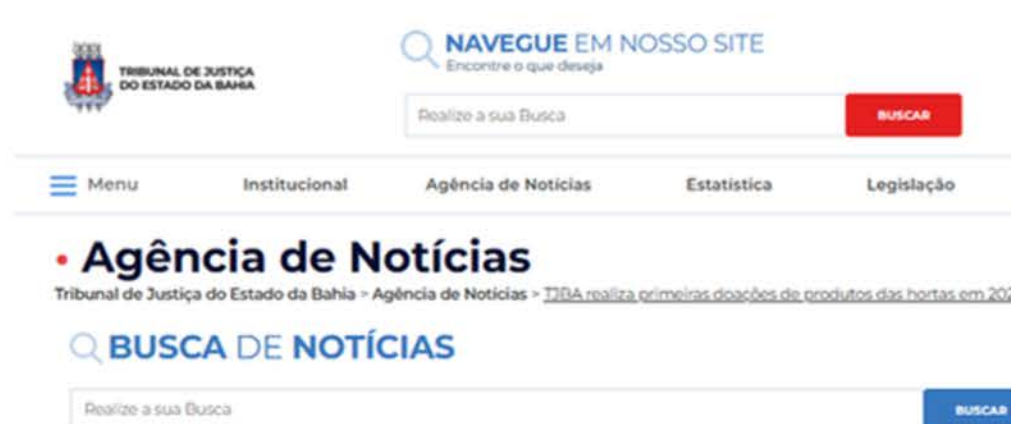 TRIBUNAL DE JUSTIÇA
DO ESTADO DA BAHIA
NAVEGUE EM NOSSO SITE
Encontre o que deseja
Realize a sua Busca
BUSCAR
Menu Institucional Agência de Notícias Estatística Legislação
• Agência de Notícias
Tribunal de Justiça do Estado da Bahia > Agência de Notícias > TJBA realiza primeiras doações de produtos das hortas em
BUSCA DE NOTÍCIAS
Realize a sua Busca
BUSCAR